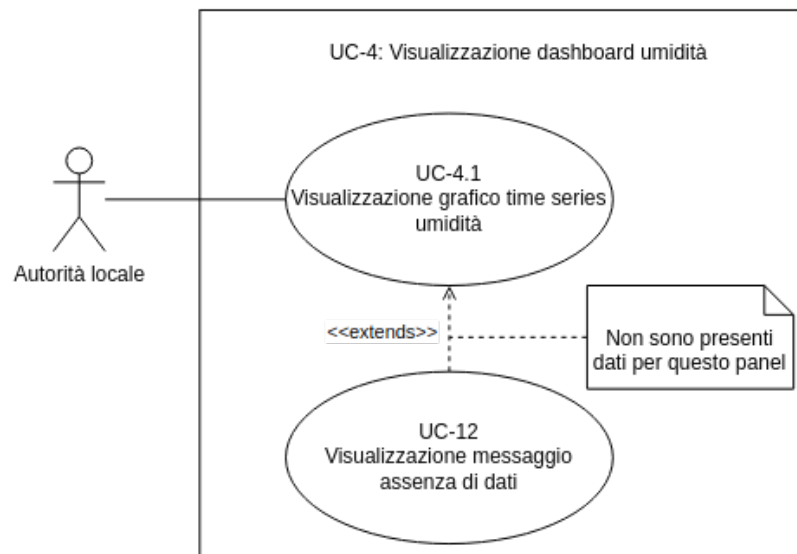 UC-4: Visualizzazione dashboard umidità
UC-4.1
Visualizzazione grafico time series
umidità
Autorità locale
<<extends>>
Non sono presenti
dati per questo panel
UC-12
Visualizzazione messaggio
assenza di dati